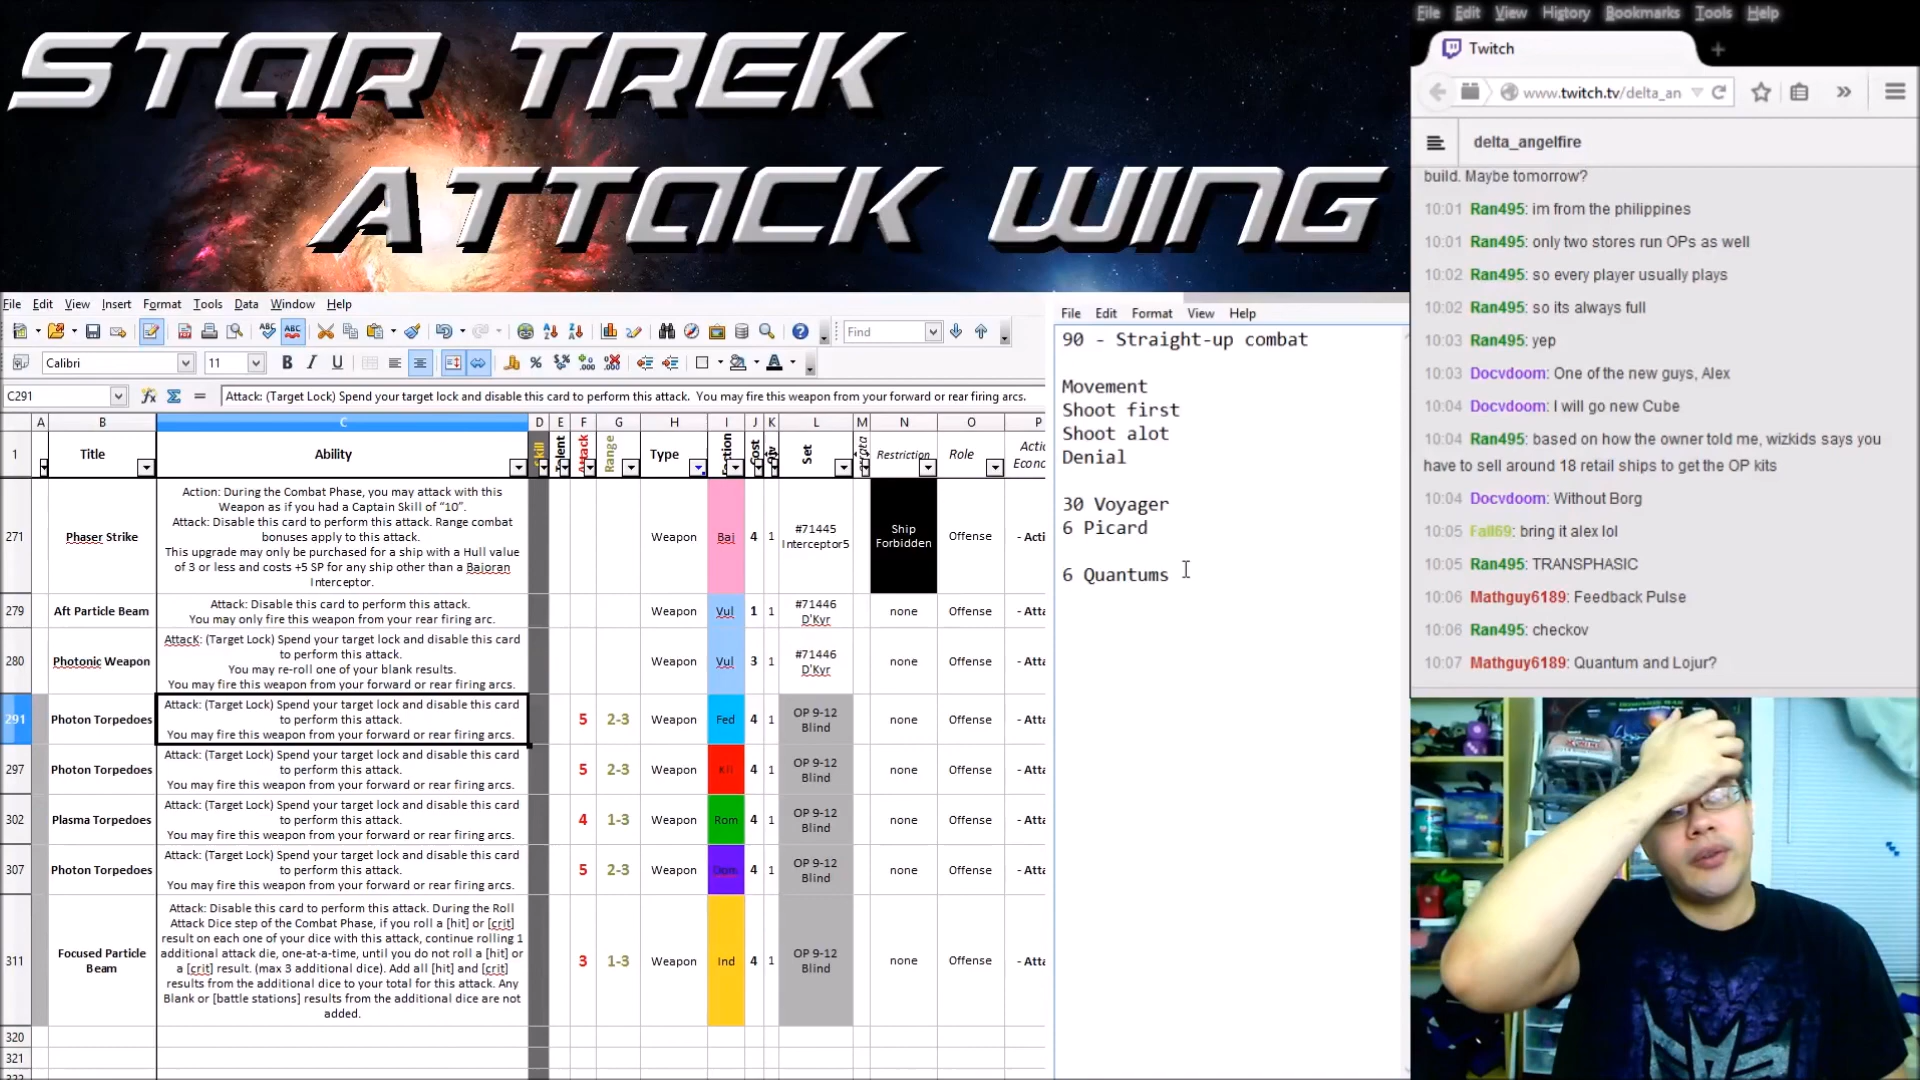 STAR TREK
ATTACK WING
File Edit View Insert Format Tools Data Window Help
Find
Calibri 11
C291
Attack: (Target Lock) Spend your target lock and disable this card to perform this attack. You may fire this weapon from your forward or rear firing arcs.
A B C D E F G H I J K L M N O P
1 Title Ability Skill Talent Attack Range Type Faction Cost Set Restriction Role
271 Phaser Strike
Action: During the Combat Phase, you may attack with this
Weapon as if you had a Captain Skill of "10".
Attack: Disable this card to perform this attack. Range combat
bonuses apply to this attack.
This upgrade may only be purchased for a ship with a Hull value
of 3 or less and costs +5 SP for any ship other than a Bajoran
Interceptor.
Weapon Baj 4 1 #71445
Interceptor5
Ship
Forbidden
Offense - Acti
279 Aft Particle Beam
Attack: Disable this card to perform this attack.
You may only fire this weapon from your rear firing arc.
Weapon Vul 1 1 #71446
D'Kyr
none Offense - Atta
280 Photonic Weapon
AttacK: (Target Lock) Spend your target lock and disable this card
to perform this attack.
You may re-roll one of your blank results.
You may fire this weapon from your forward or rear firing arcs.
Weapon Vul 3 1 #71446
D'Kyr
none Offense - Atta
291 Photon Torpedoes
Attack: (Target Lock) Spend your target lock and disable this card
to perform this attack.
You may fire this weapon from your forward or rear firing arcs.
5 2-3 Weapon Fed 4 1 OP 9-12
Blind
none Offense - Atta
297 Photon Torpedoes
Attack: (Target Lock) Spend your target lock and disable this card
to perform this attack.
You may fire this weapon from your forward or rear firing arcs.
5 2-3 Weapon Kli 4 1 OP 9-12
Blind
none Offense - Atta
302 Plasma Torpedoes
Attack: (Target Lock) Spend your target lock and disable this card
to perform this attack.
You may fire this weapon from your forward or rear firing arcs.
4 1-3 Weapon Rom 4 1 OP 9-12
Blind
none Offense - Atta
307 Photon Torpedoes
Attack: (Target Lock) Spend your target lock and disable this card
to perform this attack.
You may fire this weapon from your forward or rear firing arcs.
5 2-3 Weapon Dom 4 1 OP 9-12
Blind
none Offense - Atta
311 Focused Particle
Beam
Attack: Disable this card to perform this attack. During the Roll
Attack Dice step of the Combat Phase, if you roll a [hit] or [crit]
result on each one of your dice with this attack, continue rolling 1
additional attack die, one-at-a-time, until you do not roll a [hit] or
a [crit] result. (max 3 additional dice). Add all [hit] and [crit]
results from the additional dice to your total for this attack. Any
Blank or [battle stations] results from the additional dice are not
added.
3 1-3 Weapon Ind 4 1 OP 9-12
Blind
none Offense - Atta
320
321
File Edit Format View Help
90 - Straight-up combat
Movement
Shoot first
Shoot alot
Denial
30 Voyager
6 Picard
6 Quantums
File Edit View History Bookmarks Tools Help
Twitch
www.twitch.tv/delta_an
delta_angelfire
build. Maybe tomorrow?
10:01 Ran495: im from the philippines
10:01 Ran495: only two stores run OPs as well
10:02 Ran495: so every player usually plays
10:02 Ran495: so its always full
10:03 Ran495: yep
10:03 Docvdoom: One of the new guys, Alex
10:04 Docvdoom: I will go new Cube
10:04 Ran495: based on how the owner told me, wizkids says you
have to sell around 18 retail ships to get the OP kits
10:04 Docvdoom: Without Borg
10:05 Fall69: bring it alex lol
10:05 Ran495: TRANSPHASIC
10:06 Mathguy6189: Feedback Pulse
10:06 Ran495: checkov
10:07 Mathguy6189: Quantum and Lojur?